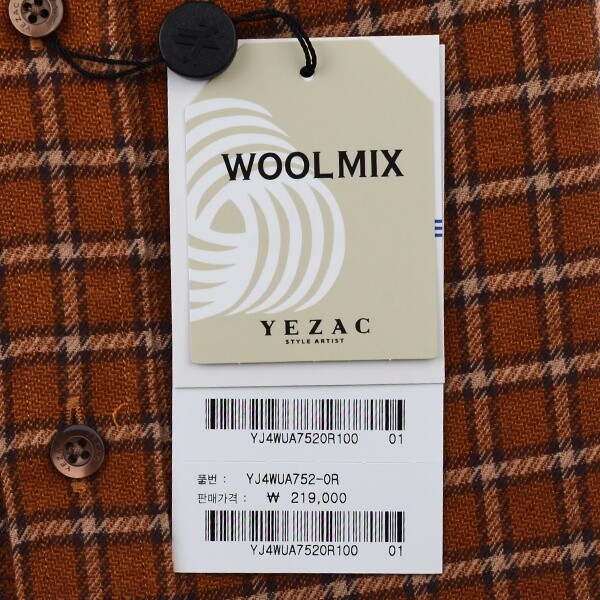 WOOLMIX
YEZAC
STYLE ARTIST
YJ4WUA7520R100 01
품번 : YJ4WUA752-0R
판매가격 : ₩ 219,000
YJ4WUA7520R100 01